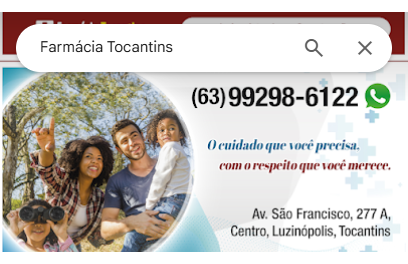 Farmácia Tocantins
(63) 99298-6122
O cuidado que você precisa.
com o respeito que você merece.
Av. São Francisco, 277 A,
Centro, Luzinópolis, Tocantins